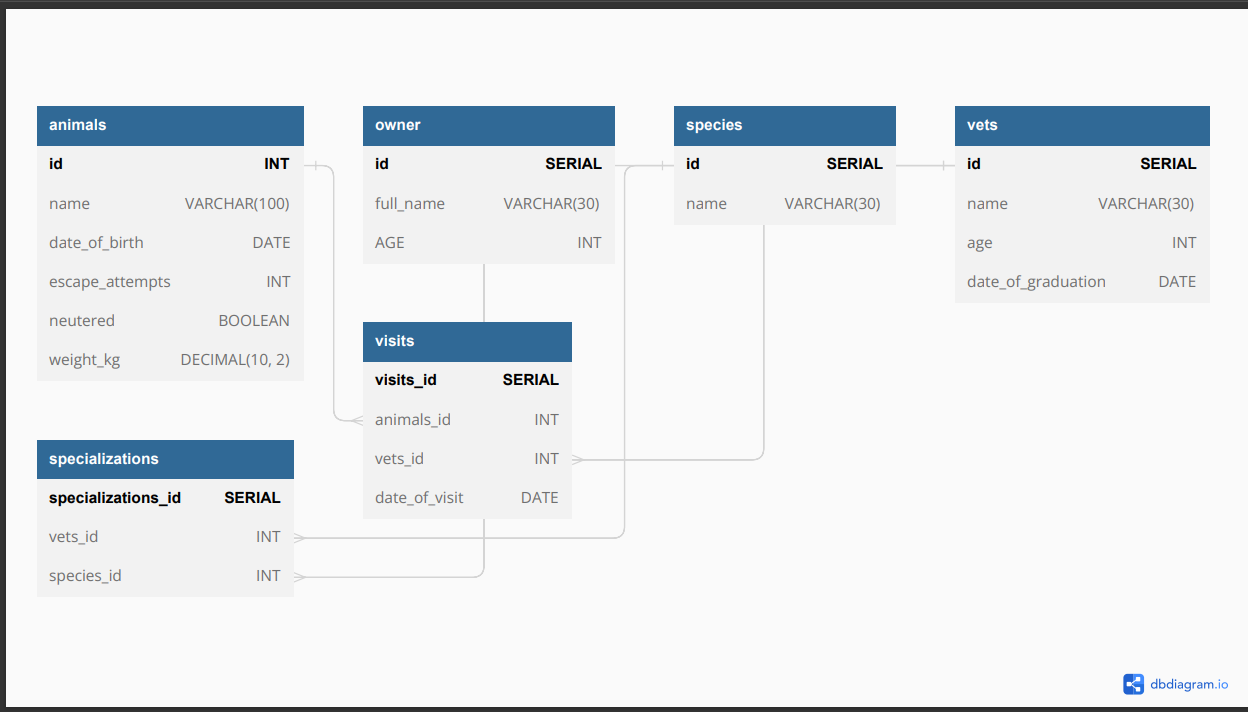 animals
id INT
name VARCHAR(100)
date_of_birth DATE
escape_attempts INT
neutered BOOLEAN
weight_kg DECIMAL(10, 2)
owner
id SERIAL
full_name VARCHAR(30)
AGE INT
species
id SERIAL
name VARCHAR(30)
vets
id SERIAL
name VARCHAR(30)
age INT
date_of_graduation DATE
visits
visits_id SERIAL
animals_id INT
vets_id INT
date_of_visit DATE
specializations
specializations_id SERIAL
vets_id INT
species_id INT
dbdiagram.io